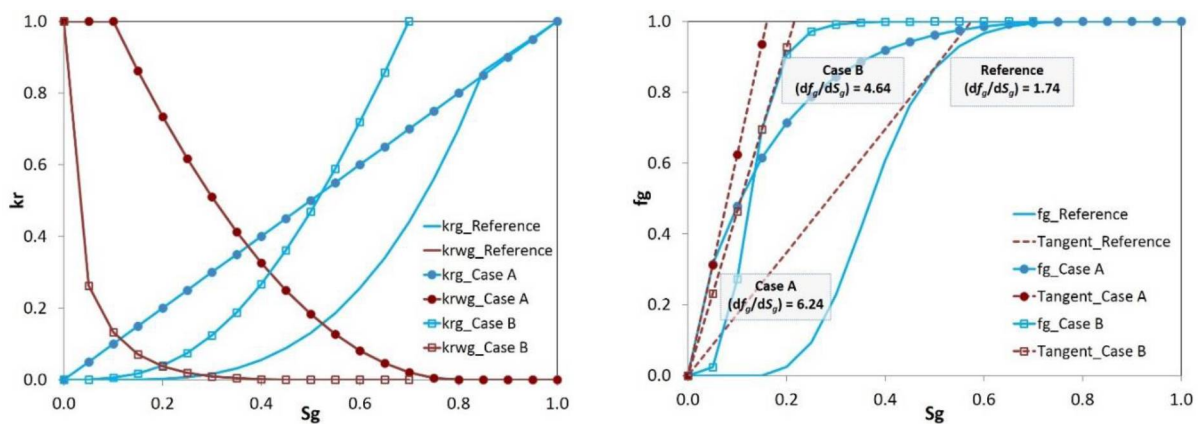 1.0
0.8
0.6
0.4
0.2
0.0
kr
0.0 0.2 0.4 0.6 0.8 1.0
Sg
krg_Reference
krwg_Reference
krg_Case A
krwg_Case A
krg_Case B
krwg_Case B
1.0
0.8
0.6
0.4
0.2
0.0
fg
0.0 0.2 0.4 0.6 0.8 1.0
Sg
Case B
(dfg/dSg) = 4.64
Reference
(dfg/dSg) = 1.74
Case A
(dfg/dSg) = 6.24
fg_Reference
Tangent_Reference
fg_Case A
Tangent_Case A
fg_Case B
Tangent_Case B